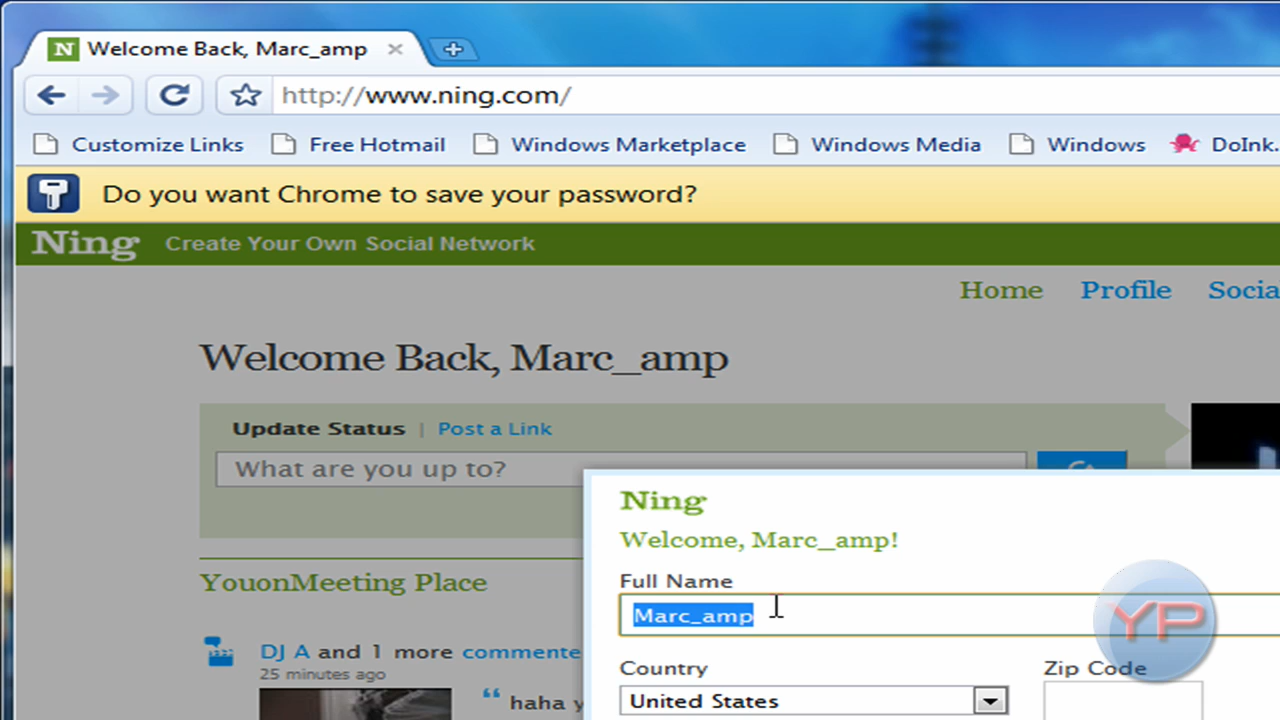 N Welcome Back, Marc_amp
http://www.ning.com/
Customize Links Free Hotmail Windows Marketplace Windows Media Windows DoInk.
Do you want Chrome to save your password?
Ning Create Your Own Social Network
Home Profile Socia
Welcome Back, Marc_amp
Update Status | Post a Link
What are you up to?
Ning
Welcome, Marc_amp!
Full Name
Marc_amp
YP
Country Zip Code
United States
YouonMeeting Place
DJ A and 1 more commente
25 minutes ago
“ haha y